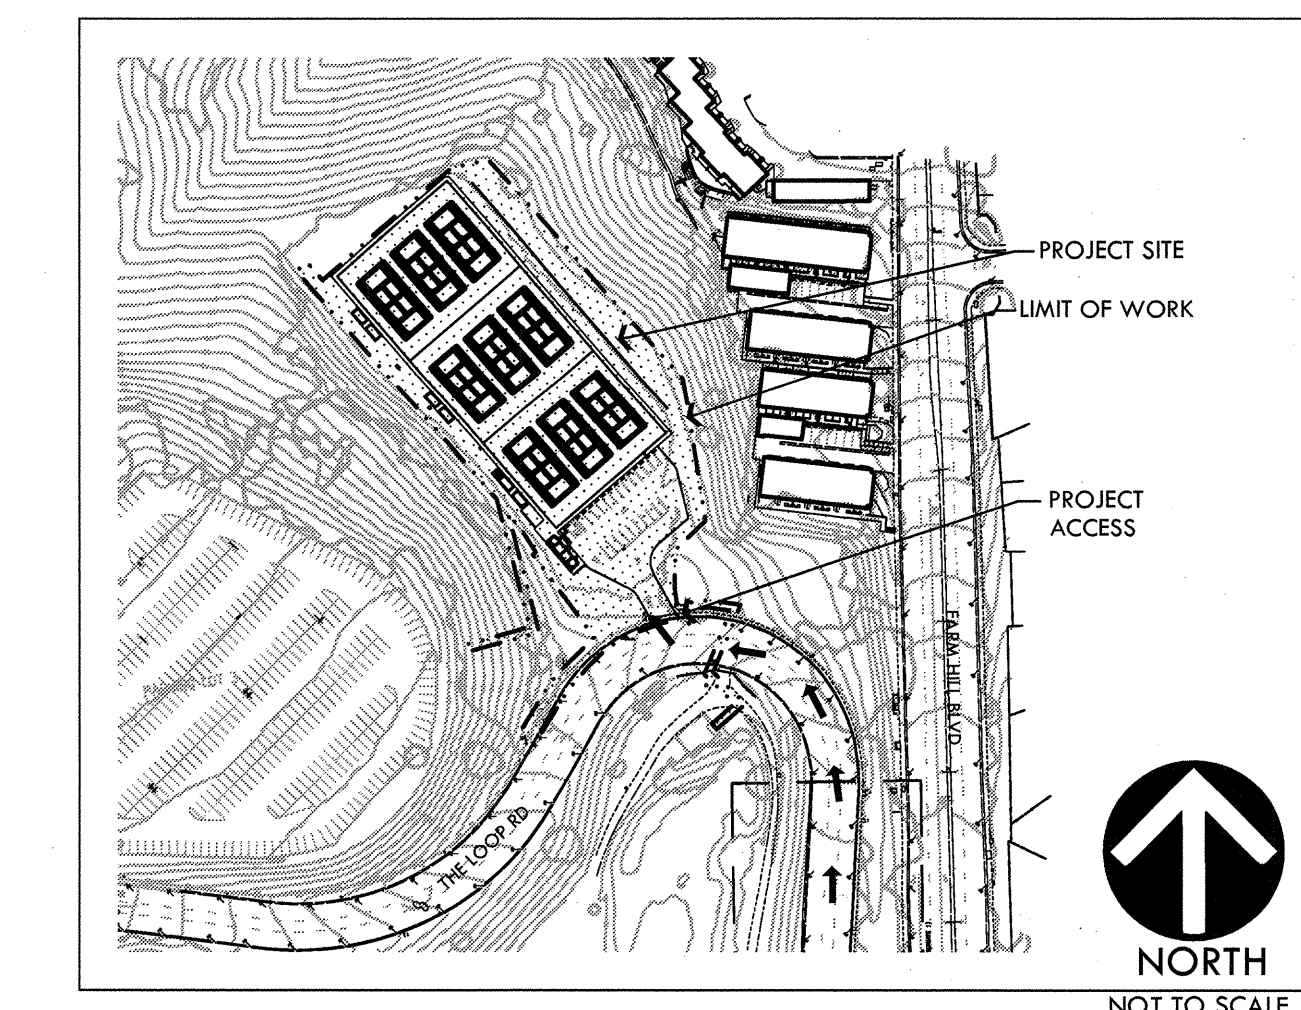 PROJECT SITE
LIMIT OF WORK
PROJECT
ACCESS
FARM HILL BLVD
THE LOOP RD
NORTH
NOT TO SCALE